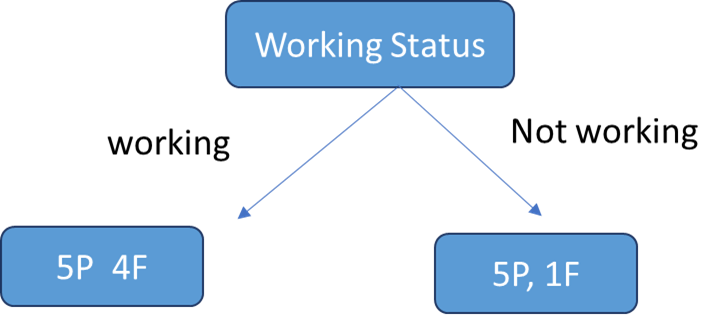 Working Status
working
Not working
5P 4F
5P, 1F